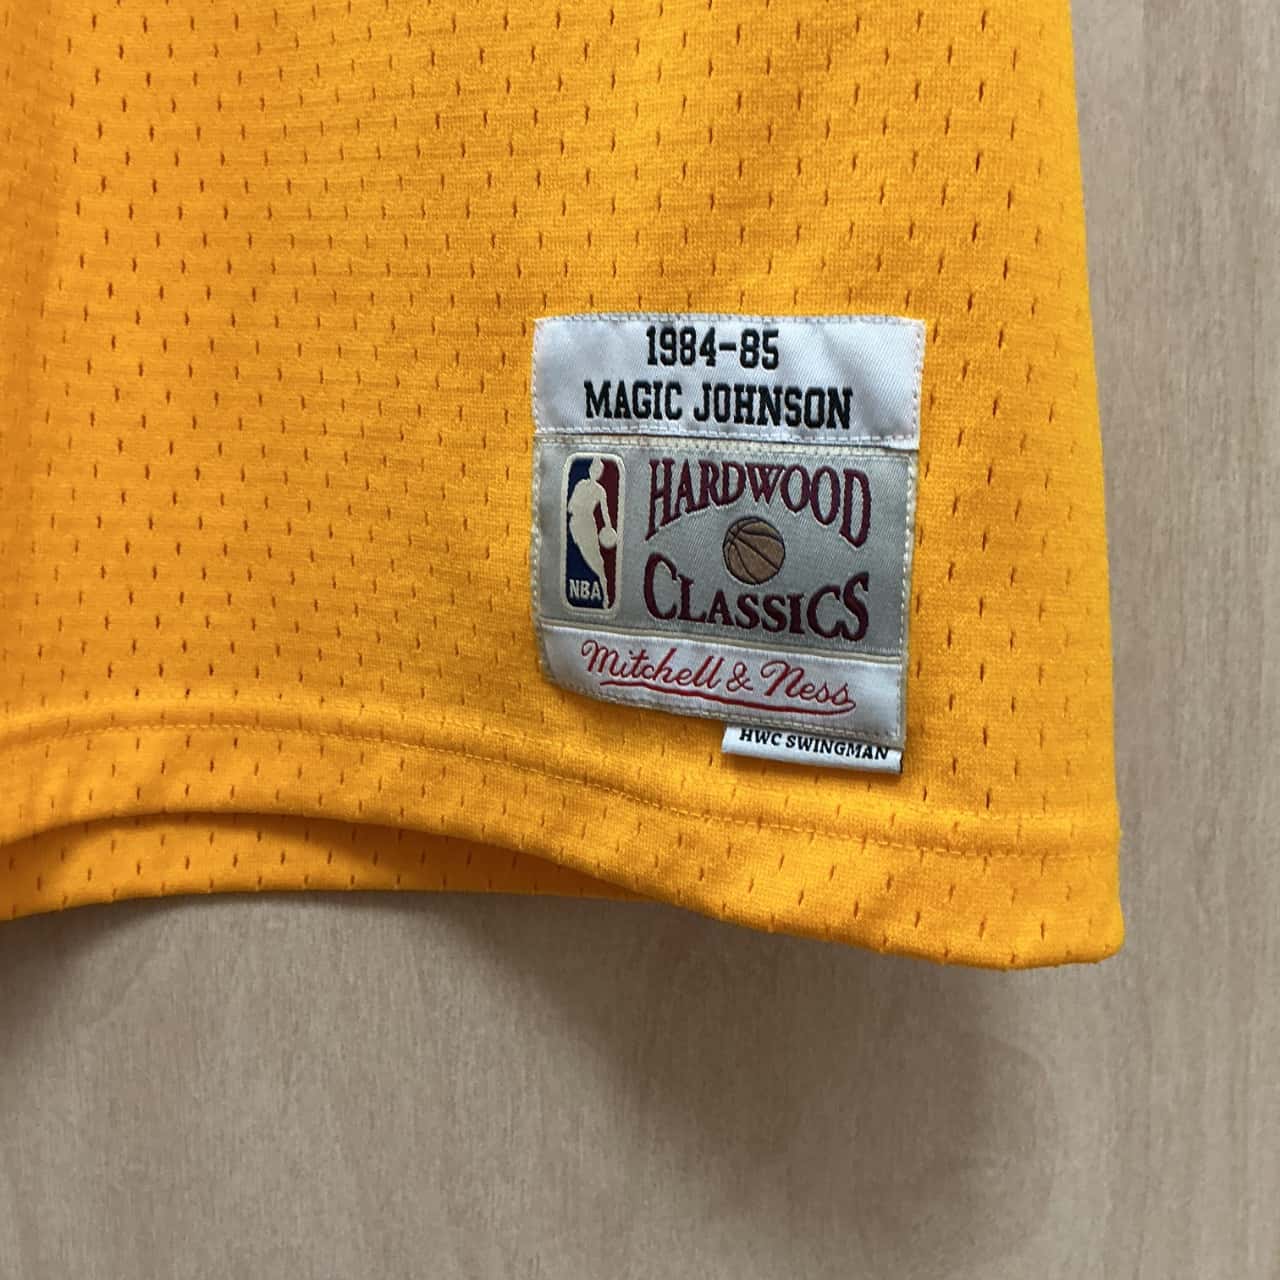 1984-85
MAGIC JOHNSON
HARDWOOD
NBA
CLASSICS
Mitchell & Ness
HWC SWINGMAN